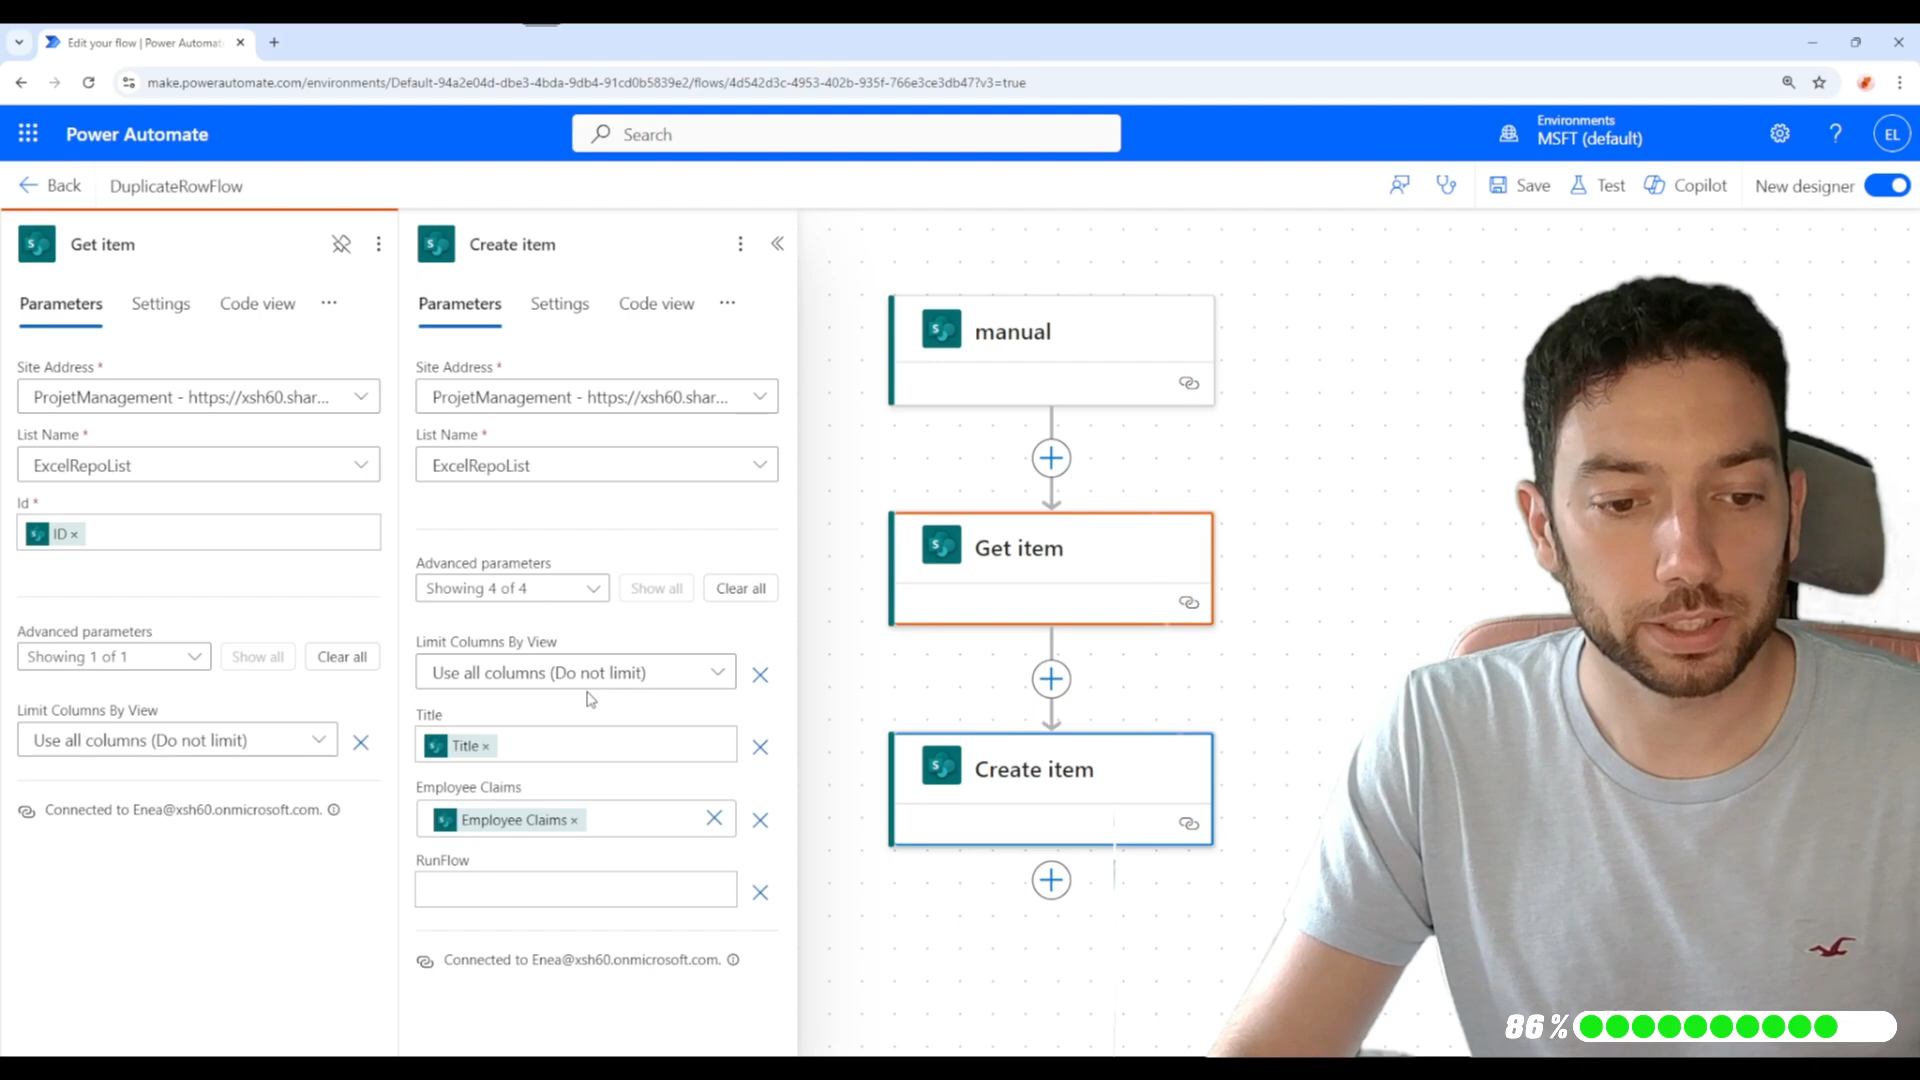 Edit your flow | Power Automat
make.powerautomate.com/environments/Default-94a2e04d-dbe3-4bda-9db4-91cd0b5839e2/flows/4d542d3c-4953-402b-935f-766e3ce3db47?v3=true
Power Automate
Search
Environments
MSFT (default)
?
EL
Back
DuplicateRowFlow
Save
Test
Copilot
New designer
Get item
Parameters
Settings
Code view
...
Site Address *
ProjetManagement - https://xsh60.shar...
List Name *
ExcelRepoList
Id *
ID ×
Advanced parameters
Showing 1 of 1
Show all
Clear all
Limit Columns By View
Use all columns (Do not limit)
Connected to Enea@xsh60.onmicrosoft.com.
Create item
Parameters
Settings
Code view
...
Site Address *
ProjetManagement - https://xsh60.shar...
List Name *
ExcelRepoList
Advanced parameters
Showing 4 of 4
Show all
Clear all
Limit Columns By View
Use all columns (Do not limit)
Title
Title ×
Employee Claims
Employee Claims ×
RunFlow
Connected to Enea@xsh60.onmicrosoft.com.
manual
Get item
Create item
86%